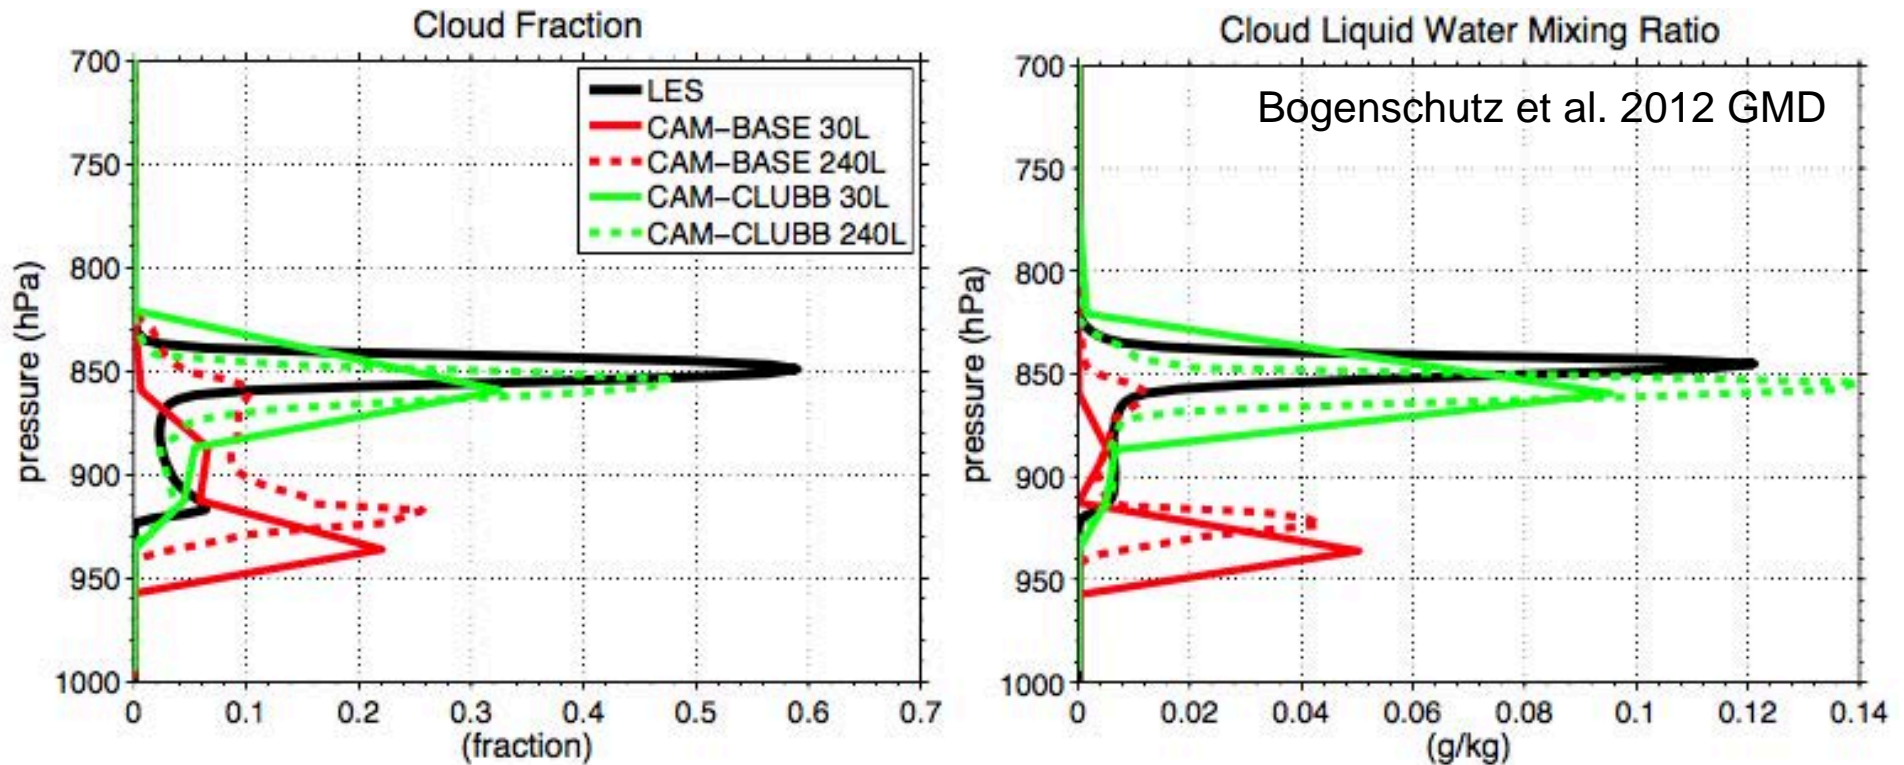 Cloud Fraction
700
750
800
850
900
950
1000
pressure (hPa)
LES
CAM-BASE 30L
CAM-BASE 240L
CAM-CLUBB 30L
CAM-CLUBB 240L
0 0.1 0.2 0.3 0.4 0.5 0.6 0.7
(fraction)
Cloud Liquid Water Mixing Ratio
Bogenschutz et al. 2012 GMD
700
750
800
850
900
950
1000
pressure (hPa)
0 0.02 0.04 0.06 0.08 0.1 0.12 0.14
(g/kg)